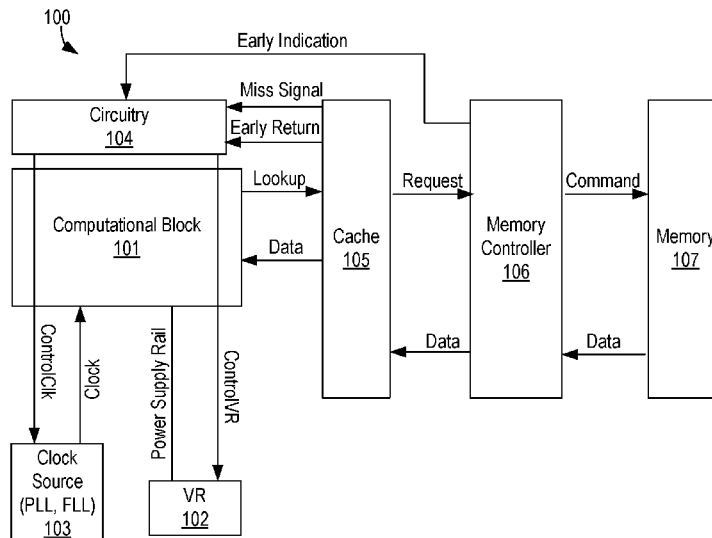 100
Early Indication
Miss Signal
Circuitry
104
Early Return
Lookup
Request
Command
Computational Block
101
Cache
105
Memory
Controller
106
Memory
107
Data
Data
Data
ControlClk
Clock
Power Supply Rail
ControlVR
Clock
Source
(PLL, FLL)
103
VR
102